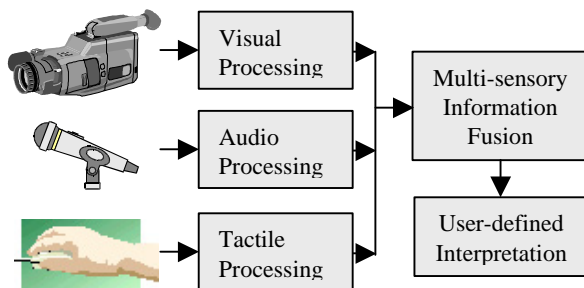 Visual
Processing
Audio
Processing
Tactile
Processing
Multi-sensory
Information
Fusion
User-defined
Interpretation